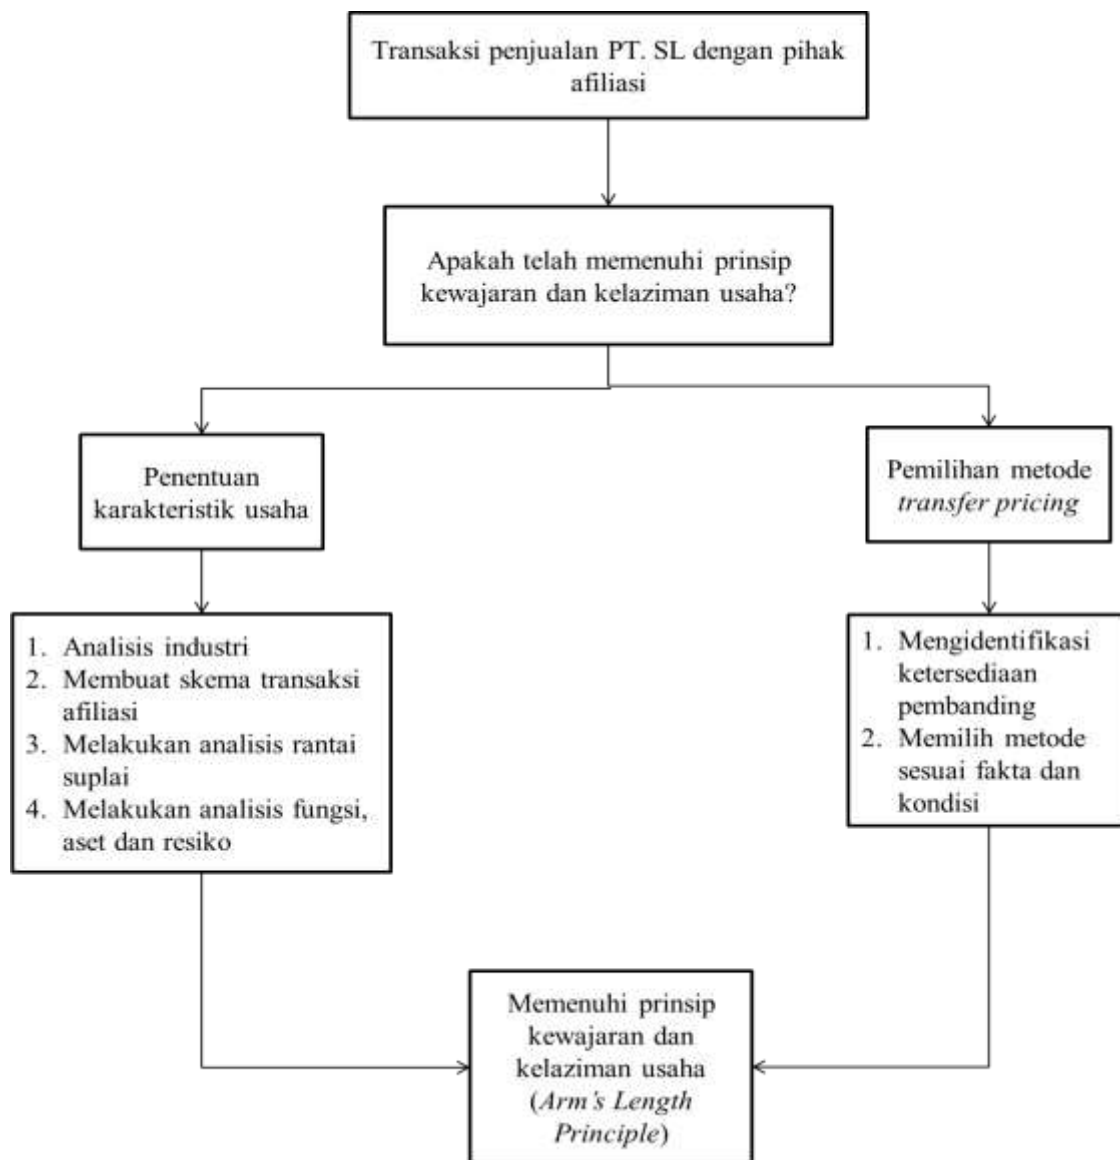 Transaksi penjualan PT. SL dengan pihak
afiliasi
Apakah telah memenuhi prinsip
kewajaran dan kelaziman usaha?
Penentuan
karakteristik usaha
Pemilihan metode
transfer pricing
1. Analisis industri
2. Membuat skema transaksi
afiliasi
3. Melakukan analisis rantai
suplai
4. Melakukan analisis fungsi,
aset dan resiko
1. Mengidentifikasi
ketersediaan
pembanding
2. Memilih metode
sesuai fakta dan
kondisi
Memenuhi prinsip
kewajaran dan
kelaziman usaha
(Arm's Length
Principle)